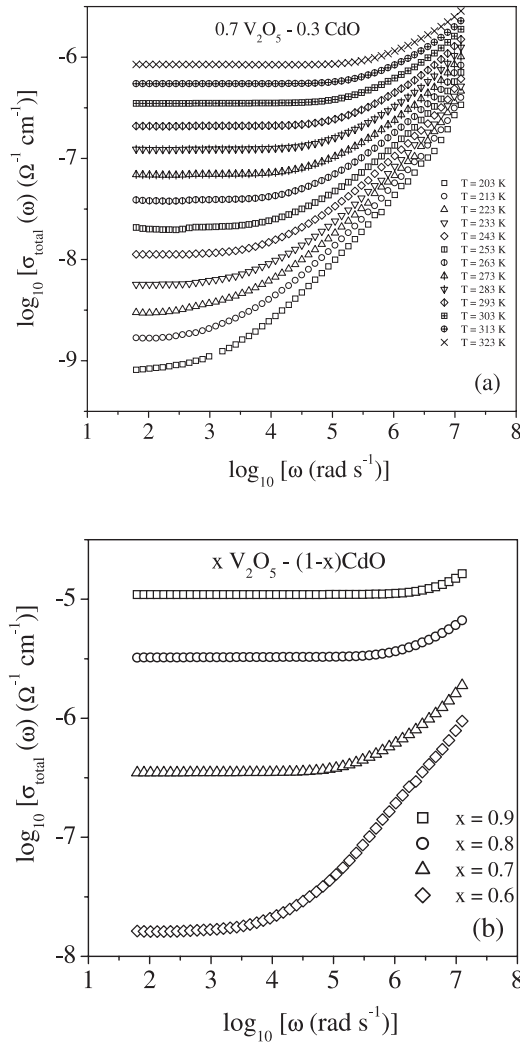 0.7 V₂O₅ - 0.3 CdO
log₁₀ [σ_total (ω) (Ω⁻¹ cm⁻¹)]
-6
-7
-8
-9
T = 203 K
T = 213 K
T = 223 K
T = 233 K
T = 243 K
T = 253 K
T = 263 K
T = 273 K
T = 283 K
T = 293 K
T = 303 K
T = 313 K
T = 323 K
(a)
1 2 3 4 5 6 7 8
log₁₀ [ω (rad s⁻¹)]
x V₂O₅ - (1-x)CdO
log₁₀ [σ_total (ω) (Ω⁻¹ cm⁻¹)]
-5
-6
-7
-8
x = 0.9
x = 0.8
x = 0.7
x = 0.6
(b)
1 2 3 4 5 6 7 8
log₁₀ [ω (rad s⁻¹)]